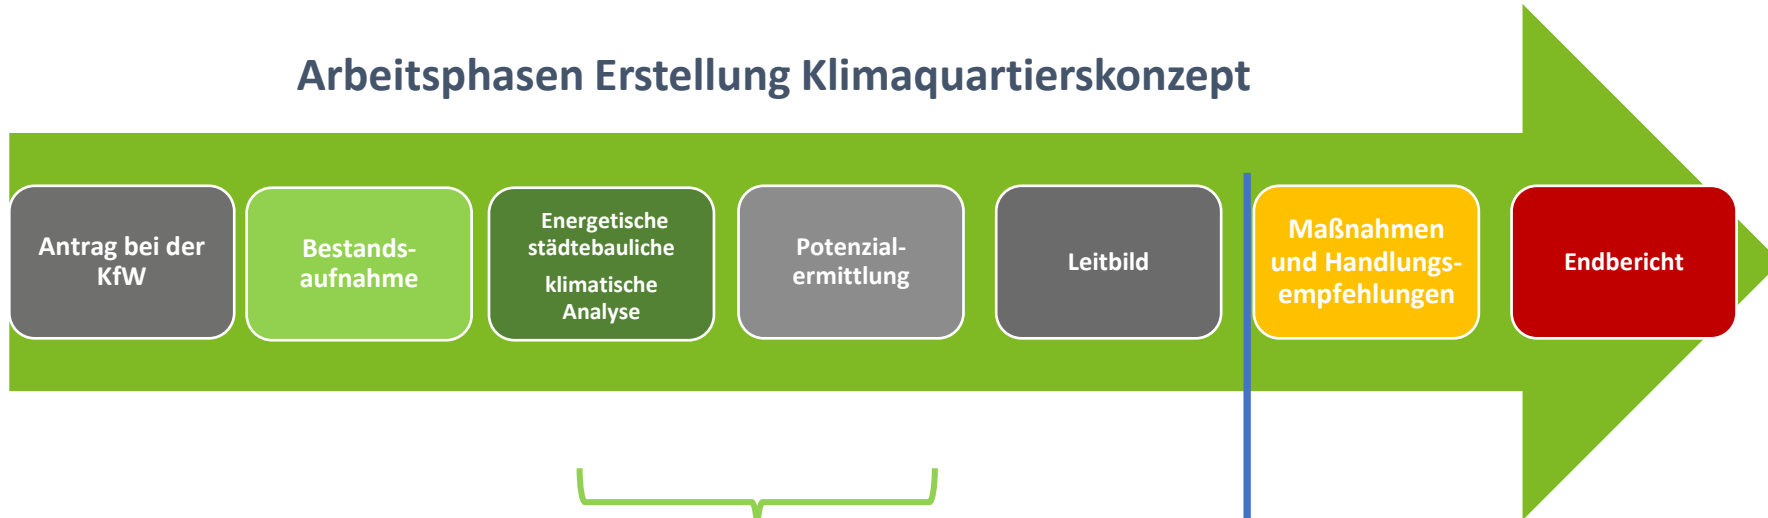 Arbeitsphasen Erstellung Klimaquartierskonzept
Antrag bei der
KfW
Bestands-
aufnahme
Energetische
städtebauliche
klimatische
Analyse
Potenzial-
ermittlung
Leitbild
Maßnahmen
und Handlungs-
empfehlungen
Endbericht